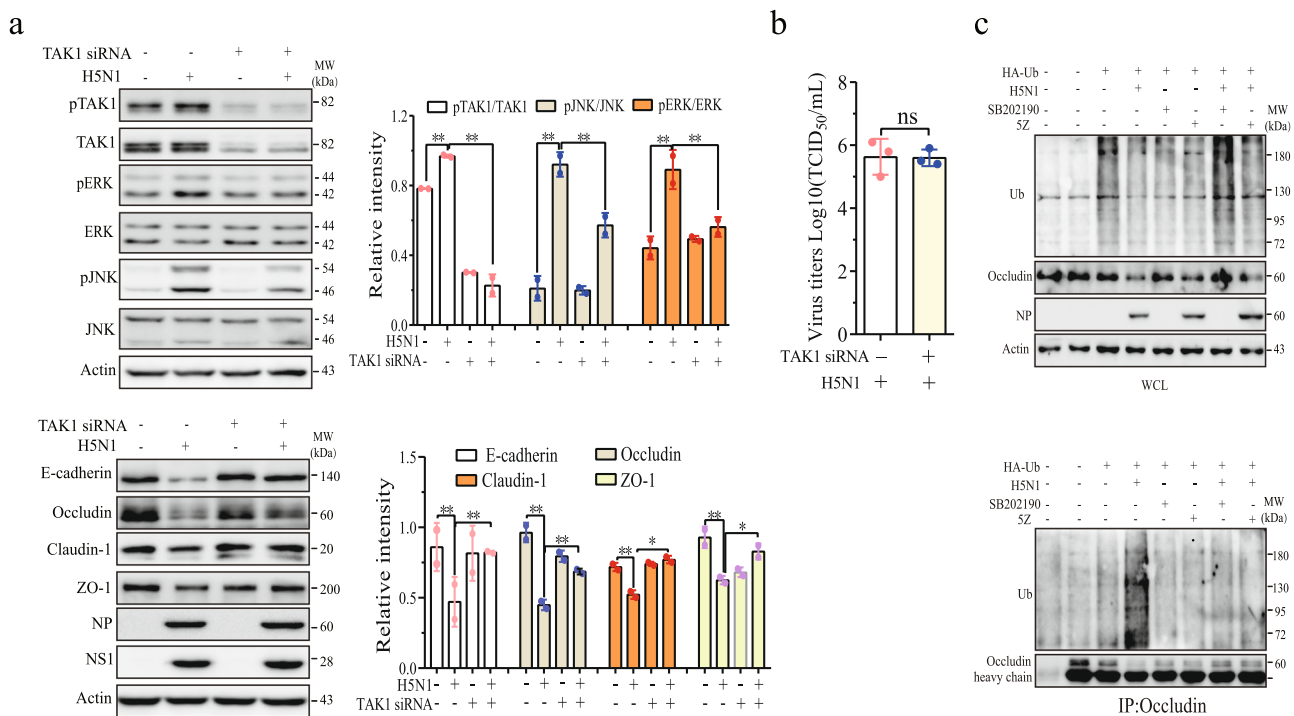 a
TAK1 siRNA - - + +
H5N1 - + - +
MW
(kDa)
pTAK1 82
TAK1 82
pERK 44
42
ERK 44
42
pJNK 54
46
JNK 54
46
Actin 43
pTAK1/TAK1 pJNK/JNK pERK/ERK
** ** ** ** ** **
Relative intensity
1.2
0.8
0.4
0.0
- + - + - + - + - + - +
H5N1
TAK1 siRNA
- - + + - - + + - - + +
b
Virus titers Log10(TCID50/mL)
8
6
4
2
0
ns
TAK1 siRNA - +
H5N1 + +
c
HA-Ub - - + + + + + +
H5N1 - - - + - - + +
SB202190 - - - - + - + -
5Z - - - - - + - +
MW
(kDa)
Ub
180
130
95
72
Occludin 60
NP 60
Actin 43
WCL
TAK1 siRNA - - + +
H5N1 - + - +
MW
(kDa)
E-cadherin 140
Occludin 60
Claudin-1 20
ZO-1 200
NP 60
NS1 28
Actin 43
E-cadherin Occludin
Claudin-1 ZO-1
** ** ** ** ** * ** *
Relative intensity
1.5
1.0
0.5
0.0
- + - + - + - + - + - + - + - +
H5N1
TAK1 siRNA
- - + + - - + + - - + + - - + +
HA-Ub - - + + + + + +
H5N1 - - - + - - + +
SB202190 - - - - + - + -
5Z - - - - - + - +
MW
(kDa)
Ub
180
130
95
72
Occludin 60
heavy chain
IP:Occludin